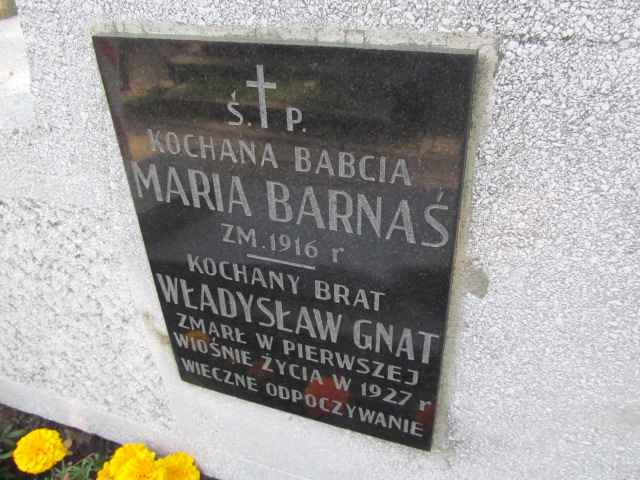 Ś. P.
KOCHANA BABCIA
MARIA BARNAŚ
ZM. 1916 r
KOCHANY BRAT
WŁADYSŁAW GNAT
ZMARŁ W PIERWSZEJ
WIOŚNIE ŻYCIA W 1927 r
WIECZNE ODPOCZYWANIE